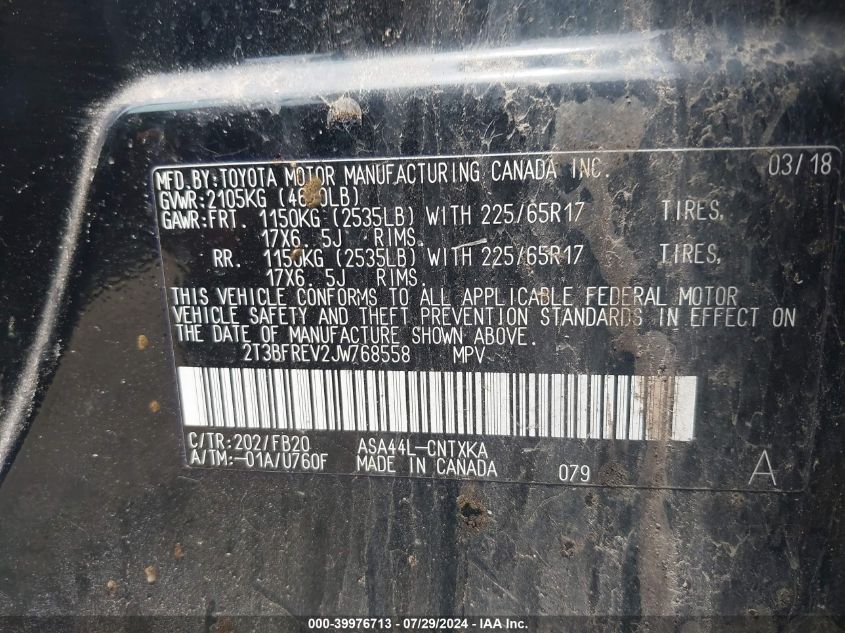 MFD.BY:TOYOTA MOTOR MANUFACTURING CANADA INC. 03/18
GVWR:2105KG
GAWR:FRT. 1150KG (2535LB) WITH 225/65R17 TIRES,
17X6. 5J RIMS.
RR. 1150KG (2535LB) WITH 225/65R17 TIRES,
17X6. 5J RIMS.
THIS VEHICLE CONFORMS TO ALL APPLICABLE FEDERAL MOTOR
VEHICLE SAFETY AND THEFT PREVENTION STANDARDS IN EFFECT ON
THE DATE OF MANUFACTURE SHOWN ABOVE.
2T3BFREV2JW768558 MPV
C/TR:202/FB20 ASA44L-CNTXKA
A/TM:-01A/U760F MADE IN CANADA 079 A
000-39976713 / 07/29/2024 - IAA, Inc.